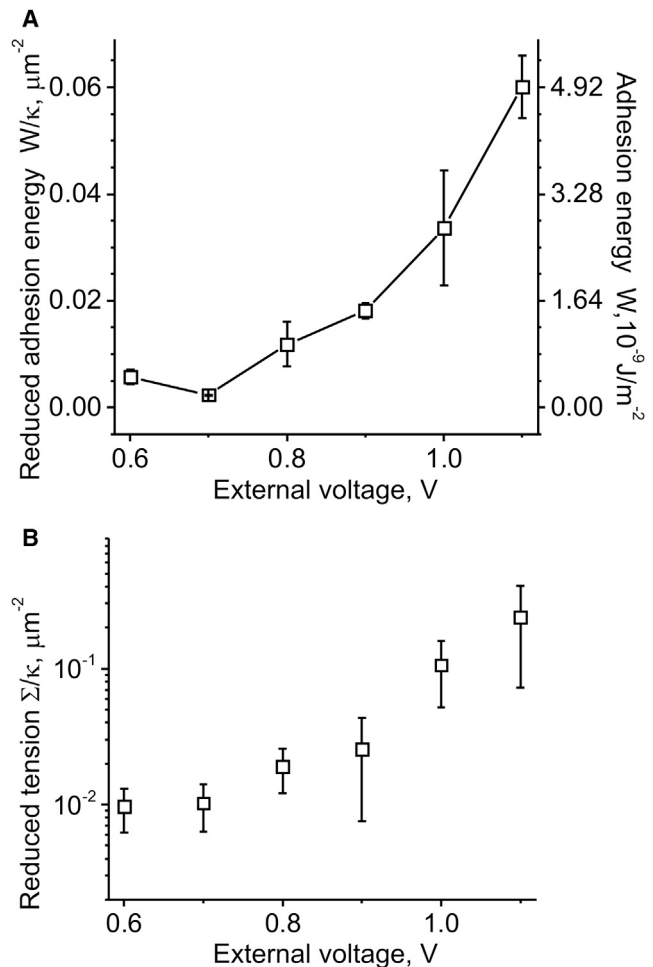 A
Reduced adhesion energy W/κ, μm⁻²
0.06
0.04
0.02
0.00
4.92
3.28
1.64
0.00
Adhesion energy W,10⁻⁹J/m⁻²
0.6
0.8
1.0
External voltage, V
B
Reduced tension Σ/κ, μm⁻²
10⁻¹
10⁻²
0.6
0.8
1.0
External voltage, V